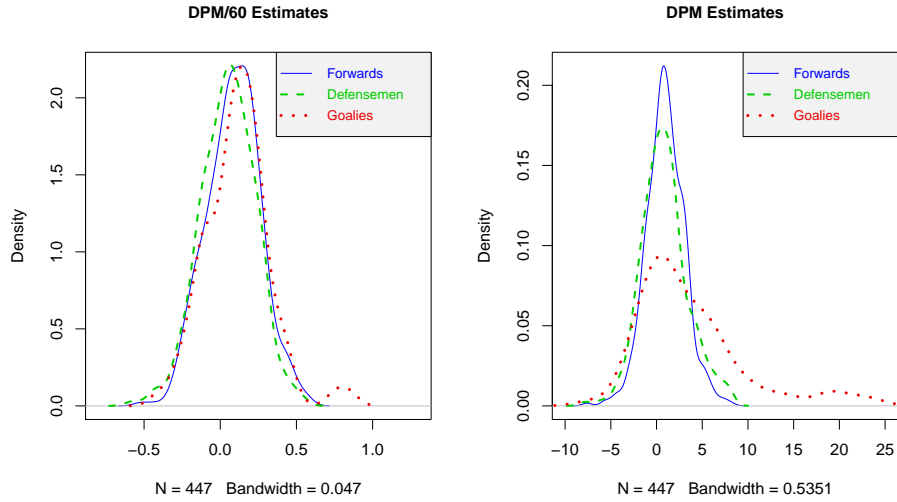 DPM/60 Estimates
Density
0.0
0.5
1.0
1.5
2.0
−0.5
0.0
0.5
1.0
Forwards
Defensemen
Goalies
N = 447 Bandwidth = 0.047
DPM Estimates
Density
0.00
0.05
0.10
0.15
0.20
−10
−5
0
5
10
15
20
25
Forwards
Defensemen
Goalies
N = 447 Bandwidth = 0.5351